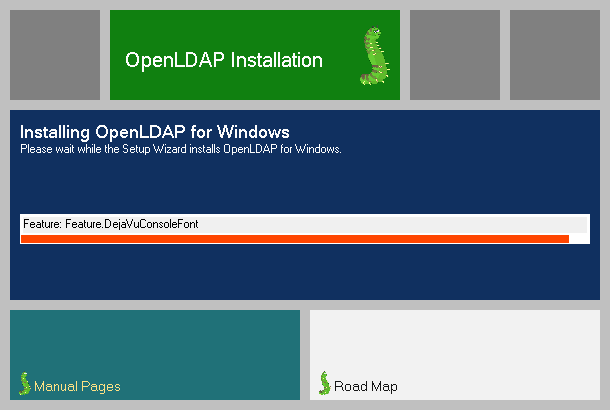 OpenLDAP Installation
Installing OpenLDAP for Windows
Please wait while the Setup Wizard installs OpenLDAP for Windows.
Feature: Feature.DejaVuConsoleFont
Manual Pages
Road Map